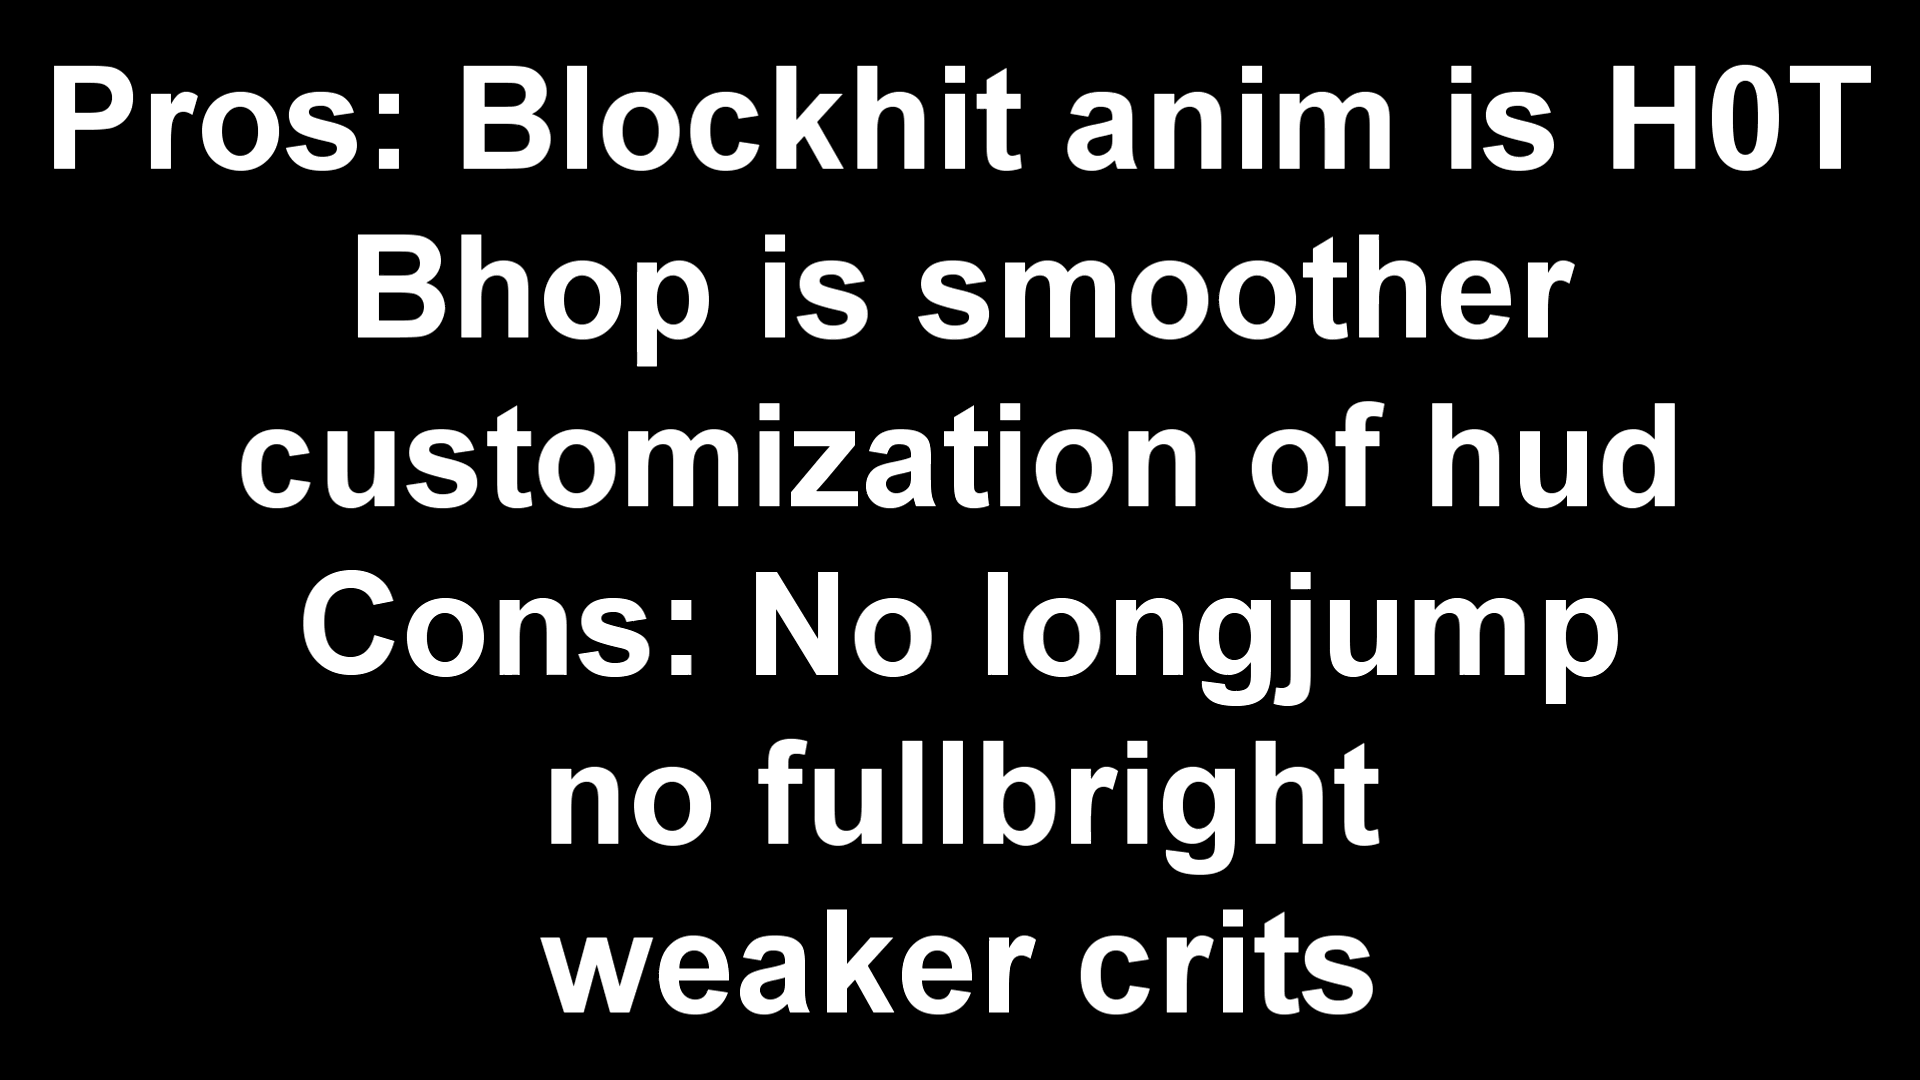 Pros: Blockhit anim is H0T
Bhop is smoother
customization of hud
Cons: No longjump
no fullbright
weaker crits